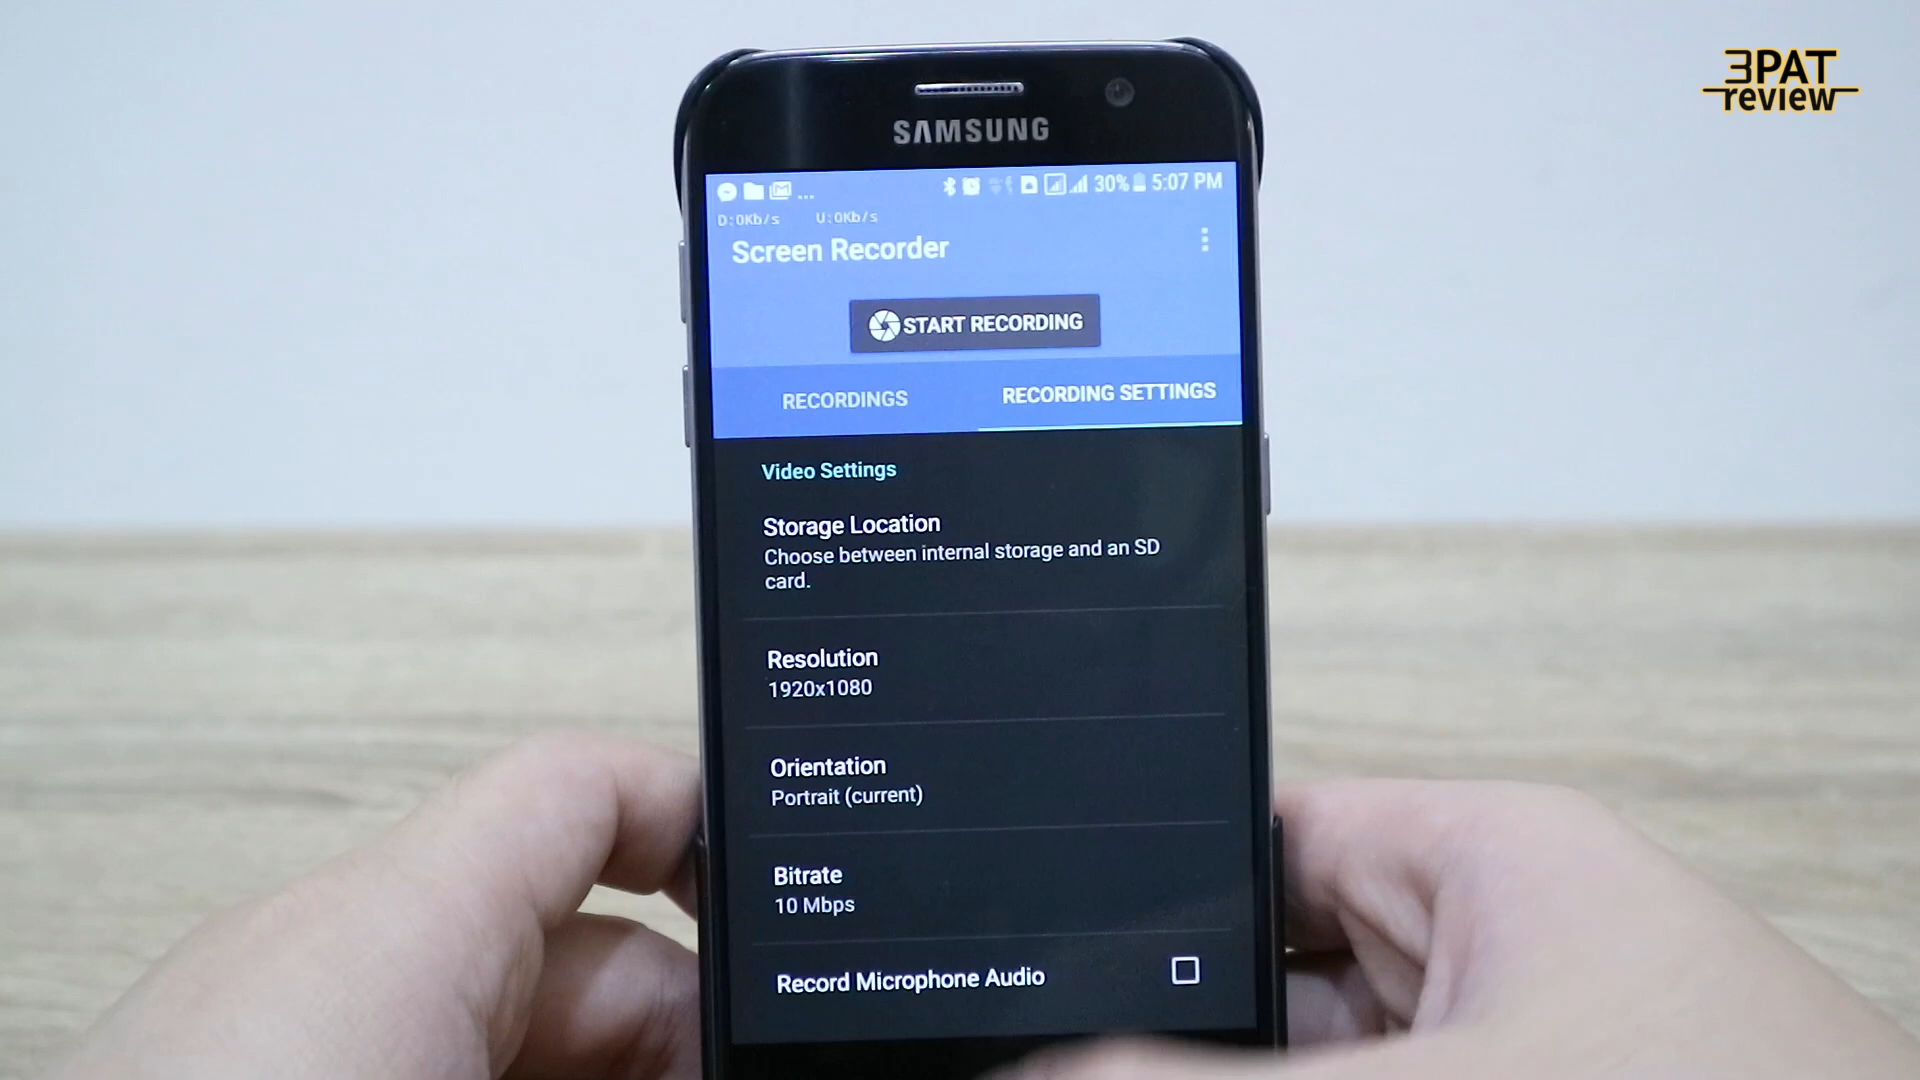 3PAT
review
SAMSUNG
... 30% 5:07 PM
D:0Kb/s U:0Kb/s
Screen Recorder
START RECORDING
RECORDINGS RECORDING SETTINGS
Video Settings
Storage Location
Choose between internal storage and an SD
card.
Resolution
1920x1080
Orientation
Portrait (current)
Bitrate
10 Mbps
Record Microphone Audio